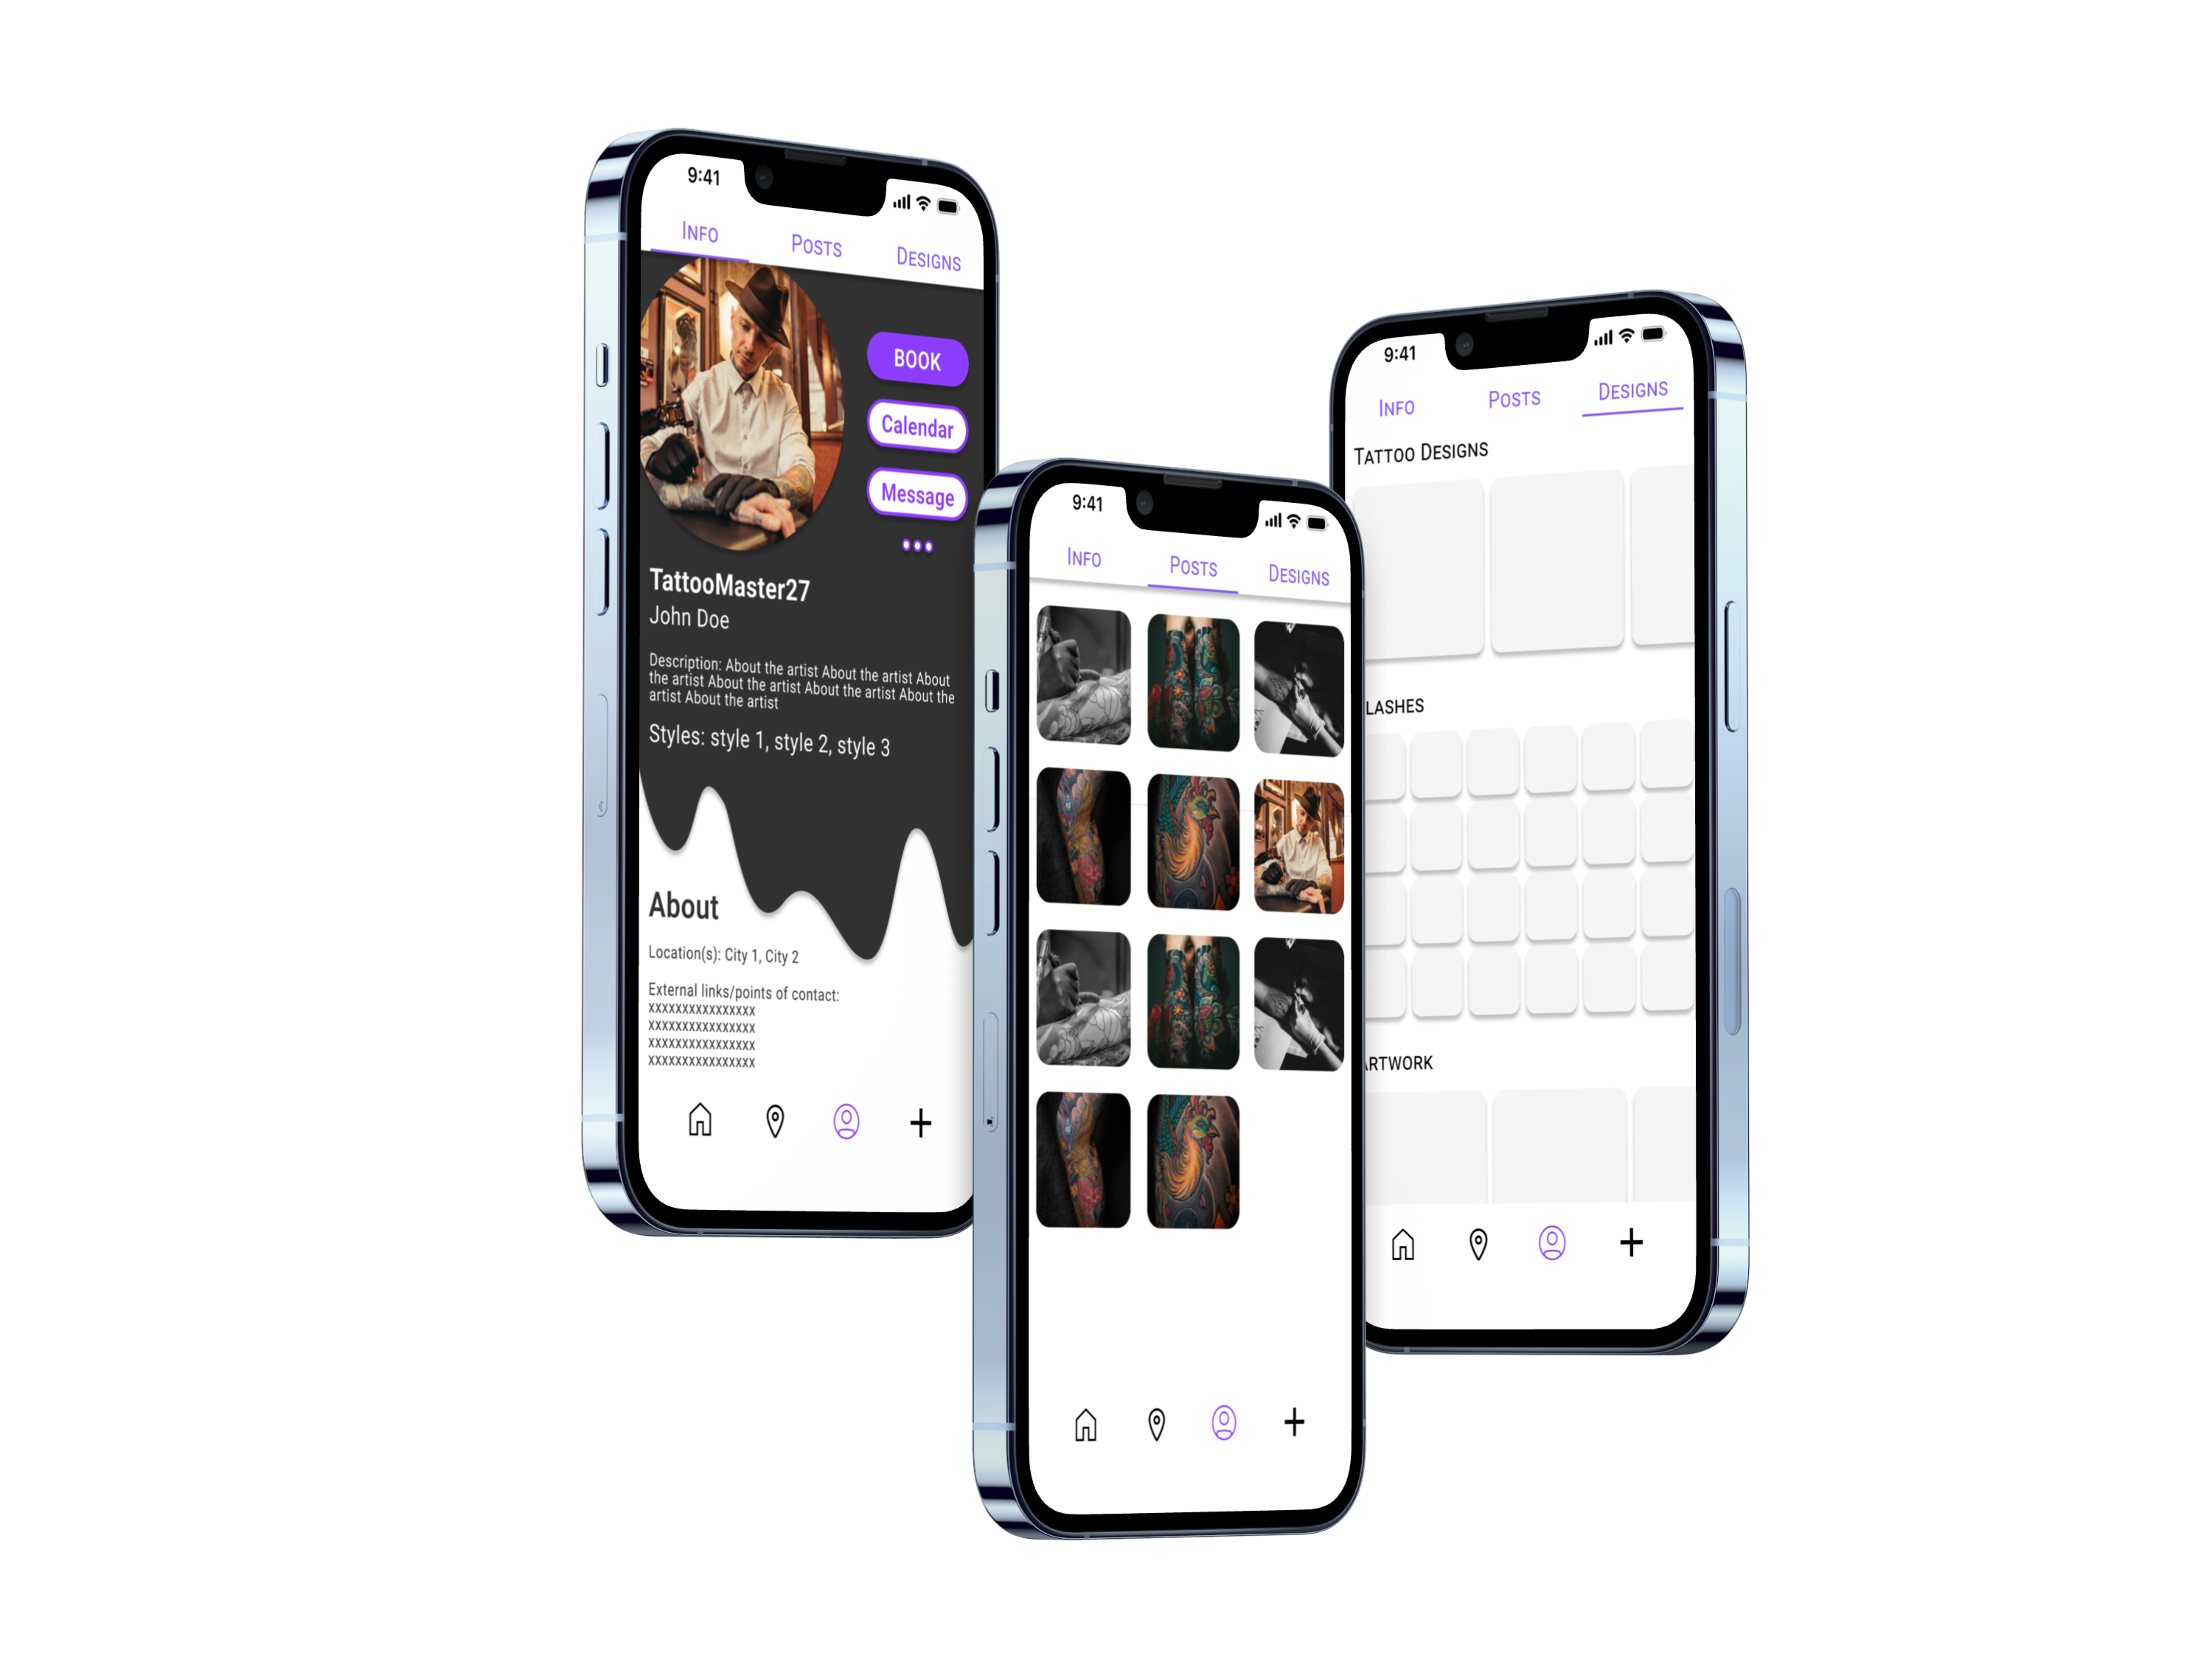 9:41
INFO POSTS DESIGNS
BOOK
Calendar
Message
TattooMaster27
John Doe
Description: About the artist About the artist About
the artist About the artist About the artist About the
artist About the artist
Styles: style 1, style 2, style 3
About
Location(s): City 1, City 2
External links/points of contact:
xxxxxxxxxxxxxxxx
xxxxxxxxxxxxxxxx
xxxxxxxxxxxxxxxx
xxxxxxxxxxxxxxxx
9:41
INFO POSTS DESIGNS
9:41
INFO POSTS DESIGNS
TATTOO DESIGNS
LASHES
ARTWORK